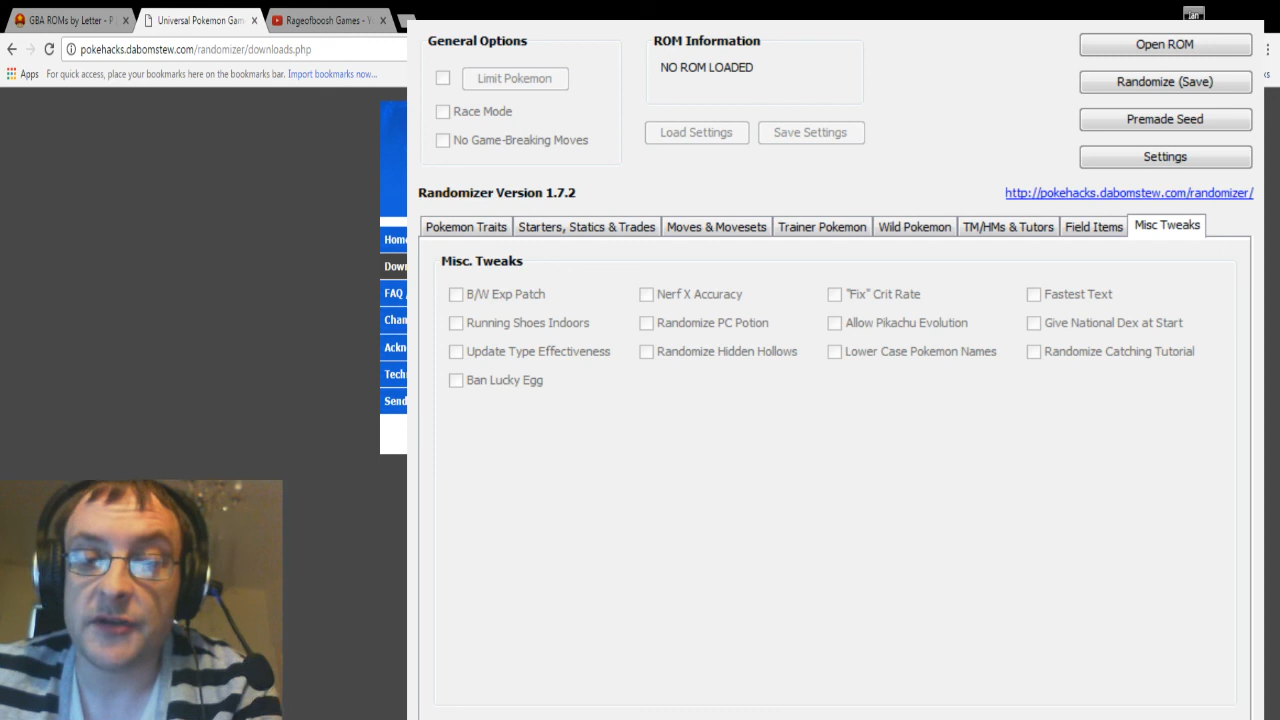 GBA ROMs by Letter - P
Universal Pokemon Gam
Rageofboosh Games - Y
Ian
pokehacks.dabomstew.com/randomizer/downloads.php
Apps For quick access, place your bookmarks here on the bookmarks bar. Import bookmarks now...
Home
Down
FAQ /
Chan
Ackn
Tech
Send
General Options
Limit Pokemon
Race Mode
No Game-Breaking Moves
ROM Information
NO ROM LOADED
Load Settings Save Settings
Open ROM
Randomize (Save)
Premade Seed
Settings
Randomizer Version 1.7.2
http://pokehacks.dabomstew.com/randomizer/
Pokemon Traits Starters, Statics & Trades Moves & Movesets Trainer Pokemon Wild Pokemon TM/HMs & Tutors Field Items Misc Tweaks
Misc. Tweaks
B/W Exp Patch Nerf X Accuracy "Fix" Crit Rate Fastest Text
Running Shoes Indoors Randomize PC Potion Allow Pikachu Evolution Give National Dex at Start
Update Type Effectiveness Randomize Hidden Hollows Lower Case Pokemon Names Randomize Catching Tutorial
Ban Lucky Egg